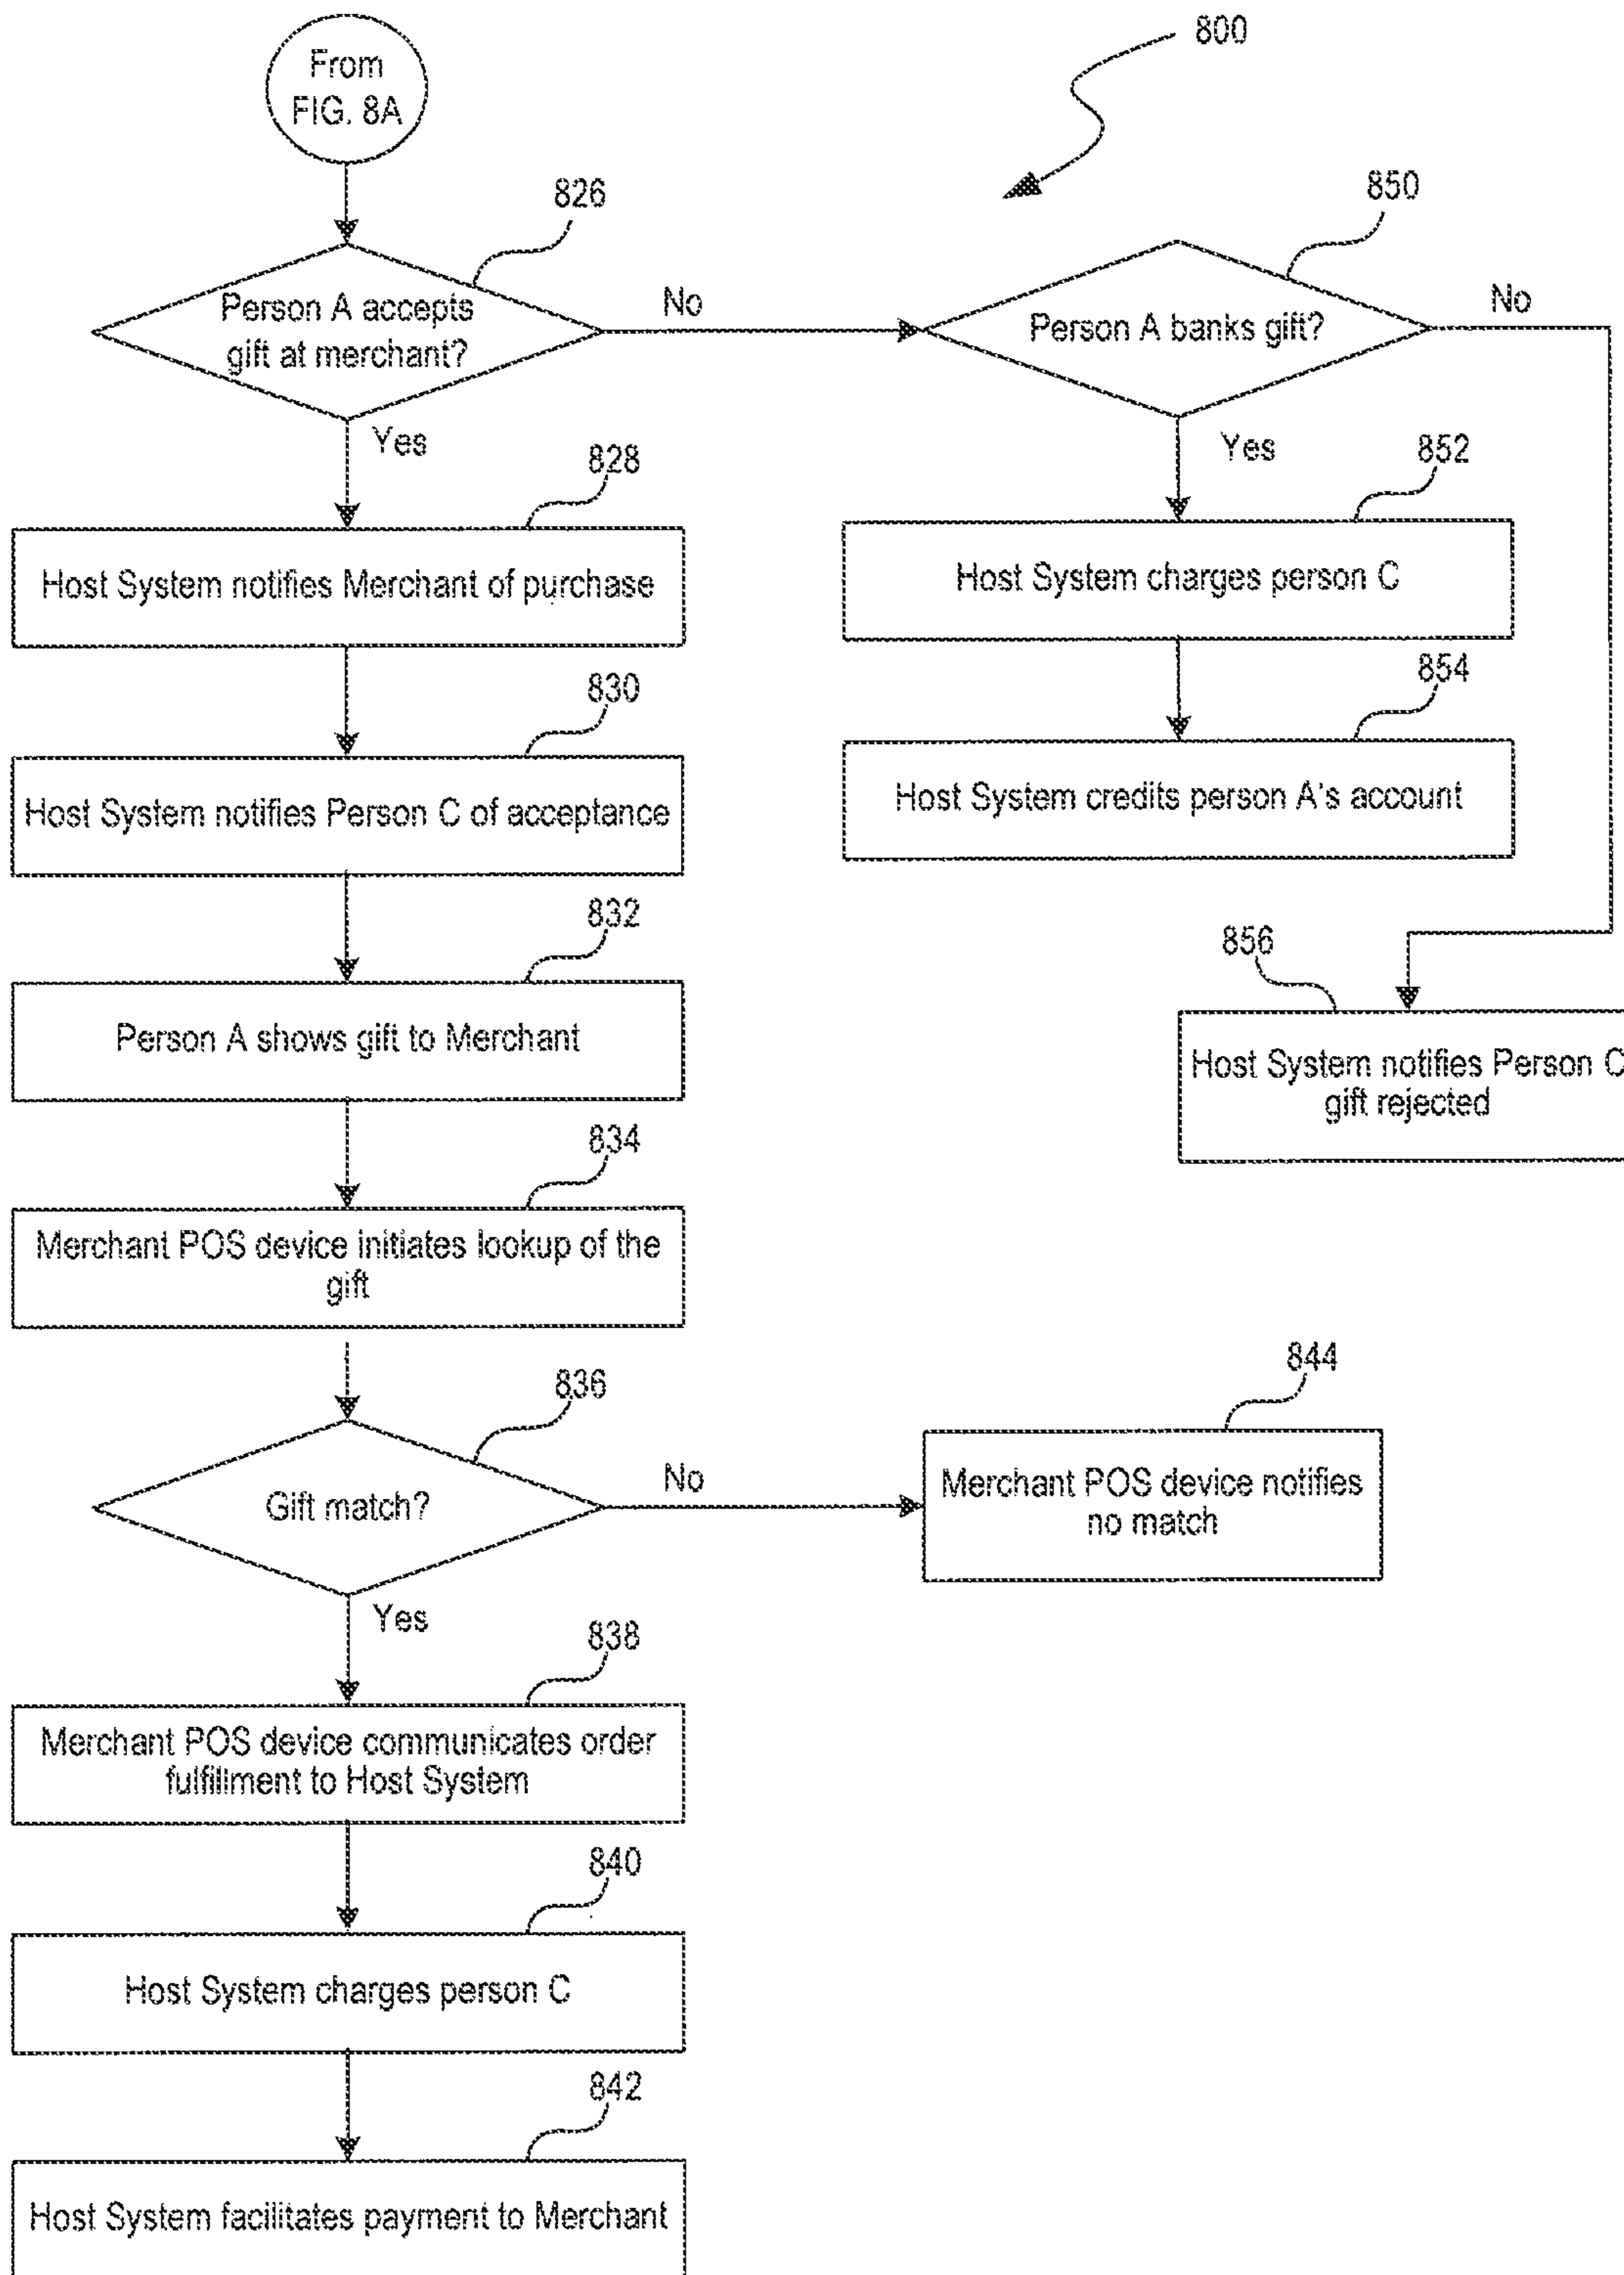 From
FIG. 8A
800
826
Person A accepts
gift at merchant?
No
850
Person A banks gift?
No
Yes
828
Host System notifies Merchant of purchase
Yes
852
Host System charges person C
830
Host System notifies Person C of acceptance
854
Host System credits person A's account
832
Person A shows gift to Merchant
856
Host System notifies Person C
gift rejected
834
Merchant POS device initiates lookup of the
gift
836
Gift match?
No
844
Merchant POS device notifies
no match
Yes
838
Merchant POS device communicates order
fulfillment to Host System
840
Host System charges person C
842
Host System facilitates payment to Merchant